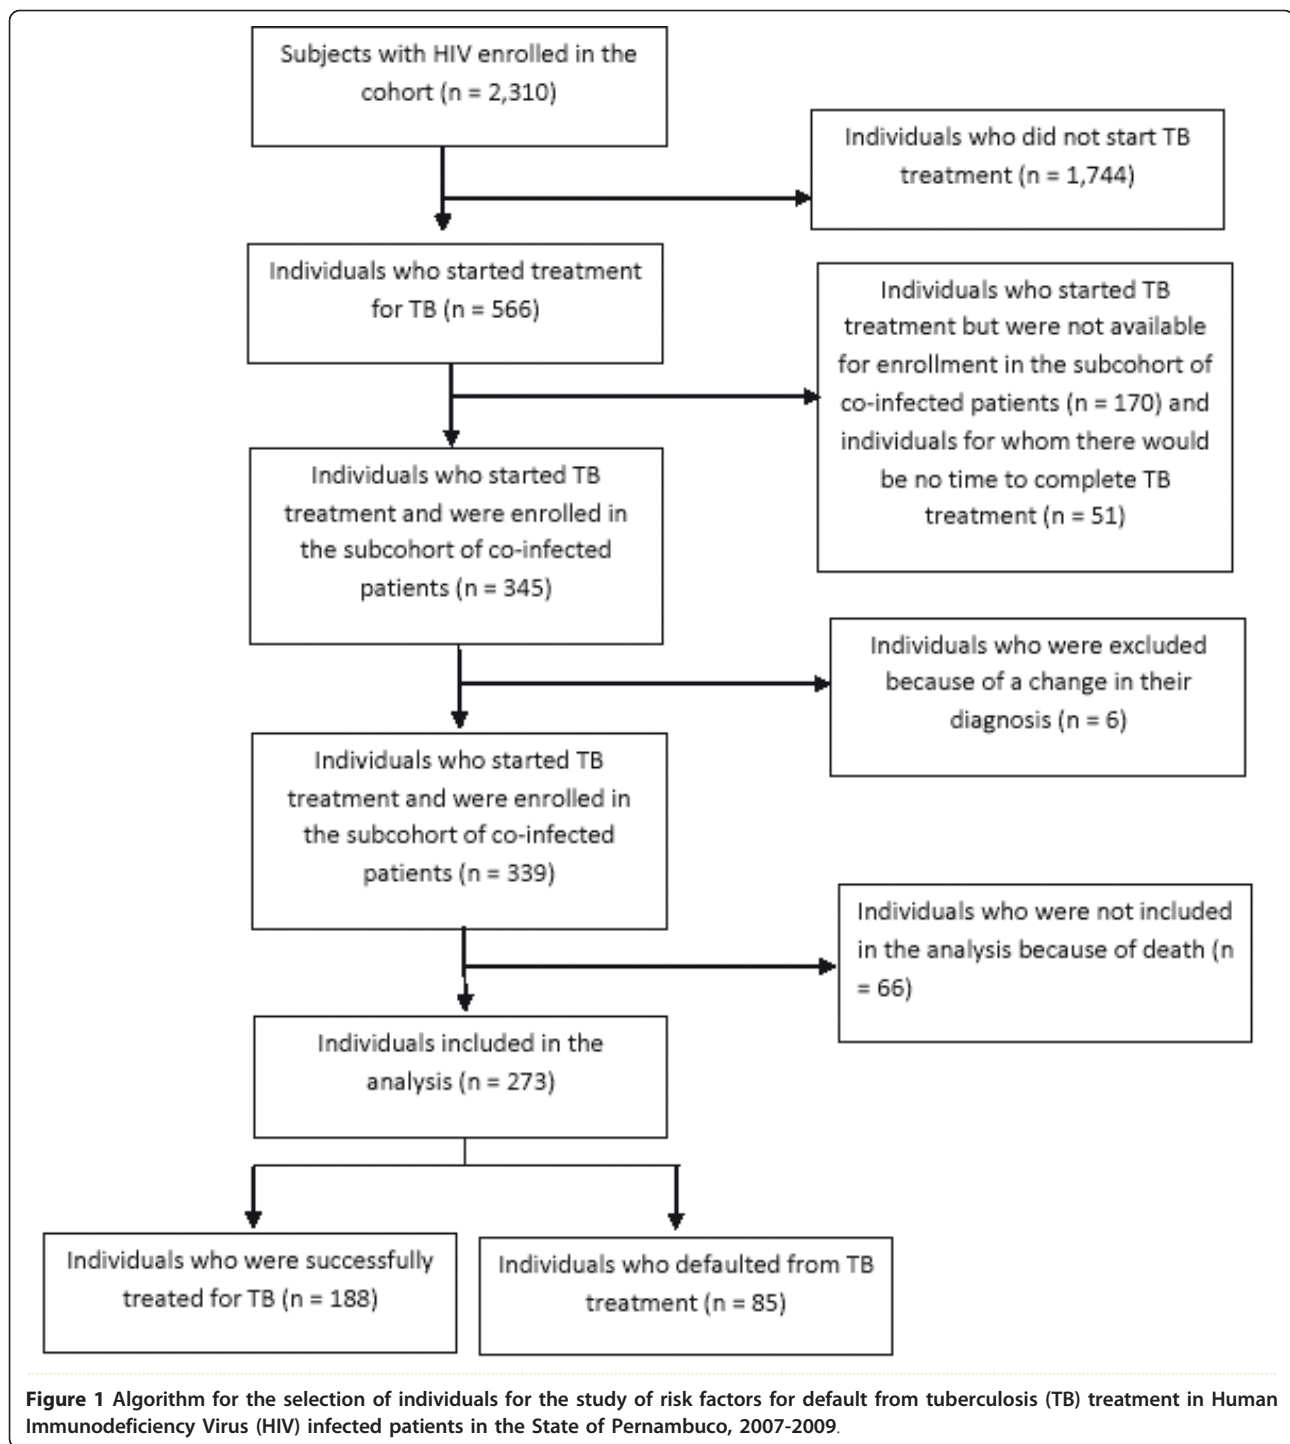 Subjects with HIV enrolled in the
cohort (n = 2,310)
Individuals who did not start TB
treatment (n = 1,744)
Individuals who started treatment
for TB (n = 566)
Individuals who started TB
treatment but were not available
for enrollment in the subcohort of
co-infected patients (n = 170) and
individuals for whom there would
be no time to complete TB
treatment (n = 51)
Individuals who started TB
treatment and were enrolled in
the subcohort of co-infected
patients (n = 345)
Individuals who were excluded
because of a change in their
diagnosis (n = 6)
Individuals who started TB
treatment and were enrolled in
the subcohort of co-infected
patients (n = 339)
Individuals who were not included
in the analysis because of death (n
= 66)
Individuals included in the
analysis (n = 273)
Individuals who were successfully
treated for TB (n = 188)
Individuals who defaulted from TB
treatment (n = 85)
Figure 1 Algorithm for the selection of individuals for the study of risk factors for default from tuberculosis (TB) treatment in Human
Immunodeficiency Virus (HIV) infected patients in the State of Pernambuco, 2007-2009.